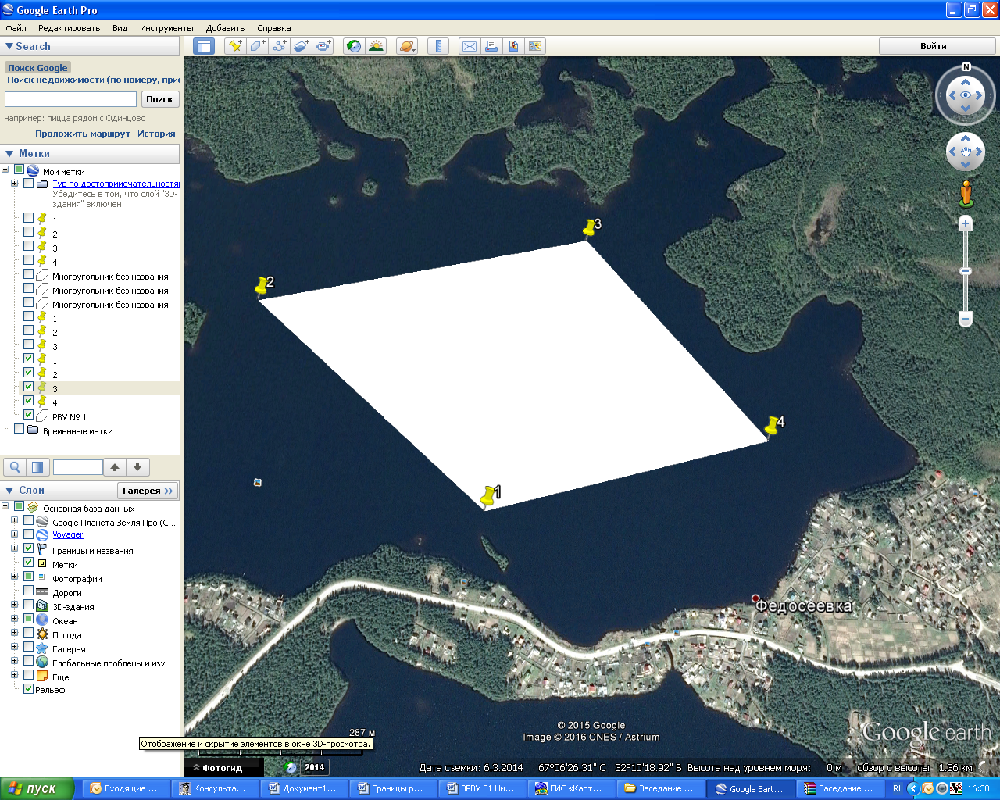 Google Earth Pro
Файл Редактировать Вид Инструменты Добавить Справка
Search
Войти
Поиск Google
Поиск недвижимости (по номеру, при
Поиск
например: пицца рядом с Одинцово
Проложить маршрут История
Метки
Мои метки
Тур по достопримечательностя
Убедитесь в том, что слой "3D-
здания" включен
1
2
3
4
Многоугольник без названия
Многоугольник без названия
Многоугольник без названия
1
2
3
1
2
3
4
РВУ № 1
Временные метки
Слои
Галерея >>
Основная база данных
Google Планета Земля Про (С...
Voyager
Границы и названия
Метки
Фотографии
Дороги
3D-здания
Океан
Погода
Галерея
Глобальные проблемы и изу...
Еще
Рельеф
N
3
2
4
1
Федосеевка
© 2015 Google
Image © 2016 CNES / Astrium
Google earth
287 м
Отображение и скрытие элементов в окне 3D-просмотра.
Фотогид
2014
Дата съемки: 6.3.2014 67°06'26.31" С 32°10'18.92" В Высота над уровнем моря: 0 м обзор с высоты 1.36 км
пуск
Входящие ...
Консульта...
Документ1...
Границы р...
ЗРВУ 01 Ни...
ГИС «Карт...
Заседание ...
Google Eart...
Заседание ...
RL
16:30